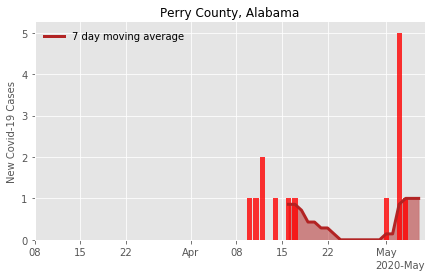 Perry County, Alabama
7 day moving average
New Covid-19 Cases
5
4
3
2
1
0
08 15 22 Apr 08 15 22 May
2020-May